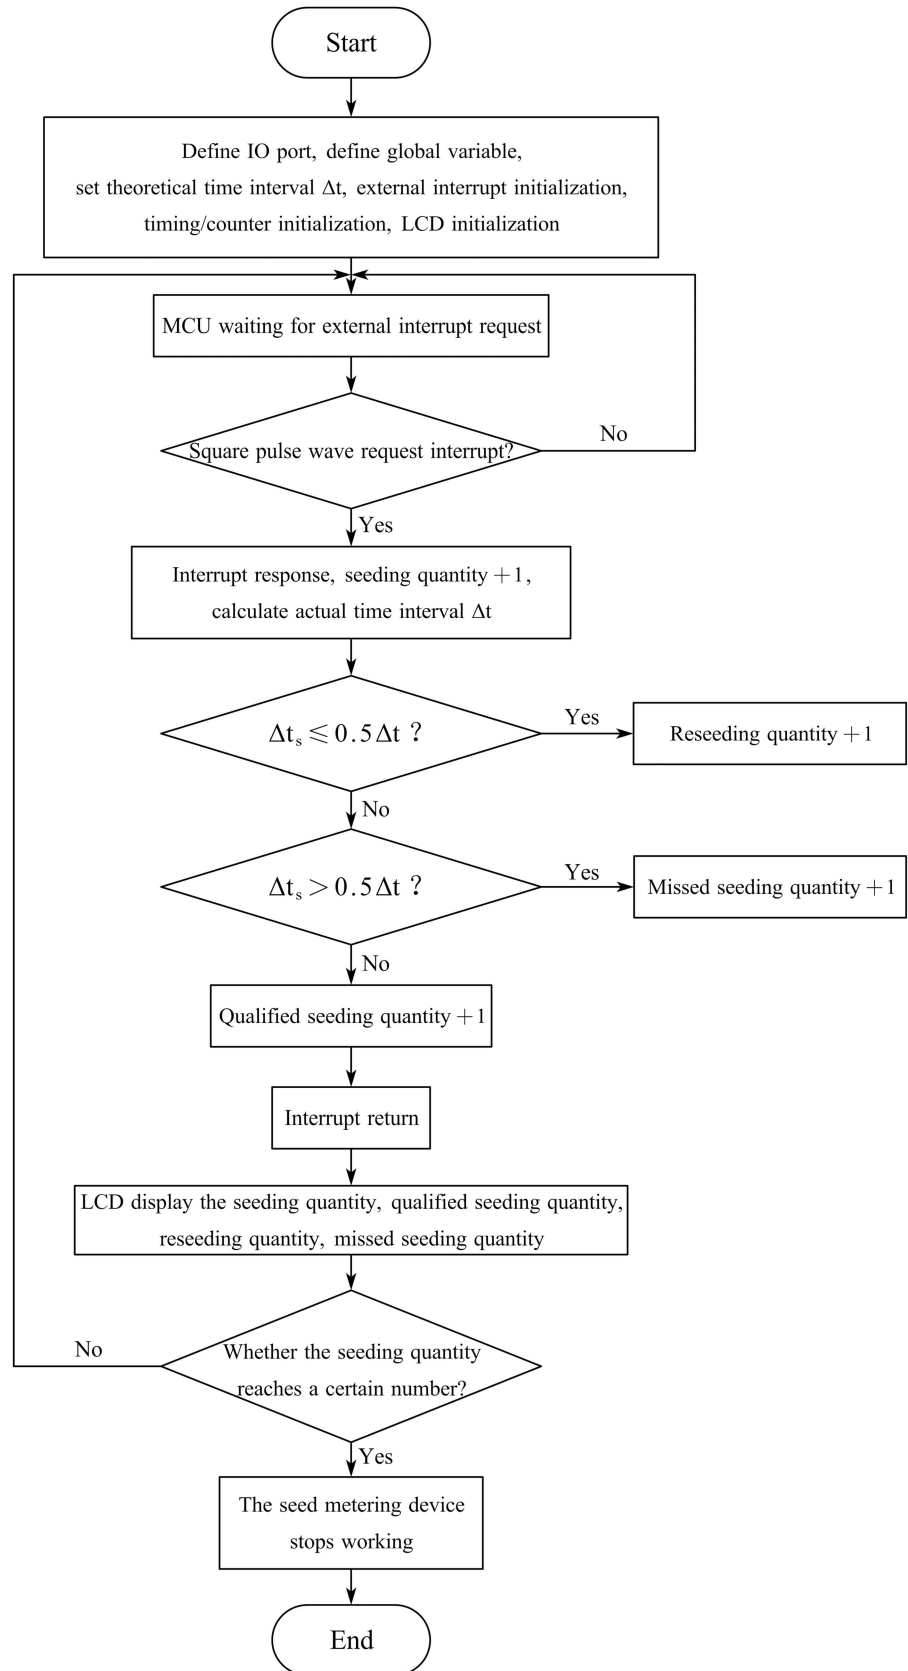 Start
Define IO port, define global variable,
set theoretical time interval Δt, external interrupt initialization,
timing/counter initialization, LCD initialization
MCU waiting for external interrupt request
Square pulse wave request interrupt?
No
Yes
Interrupt response, seeding quantity +1,
calculate actual time interval Δt
Δtₛ ⩽ 0.5Δt ?
Yes
Reseeding quantity +1
No
Δtₛ > 0.5Δt ?
Yes
Missed seeding quantity +1
No
Qualified seeding quantity +1
Interrupt return
LCD display the seeding quantity, qualified seeding quantity,
reseeding quantity, missed seeding quantity
No
Whether the seeding quantity
reaches a certain number?
Yes
The seed metering device
stops working
End